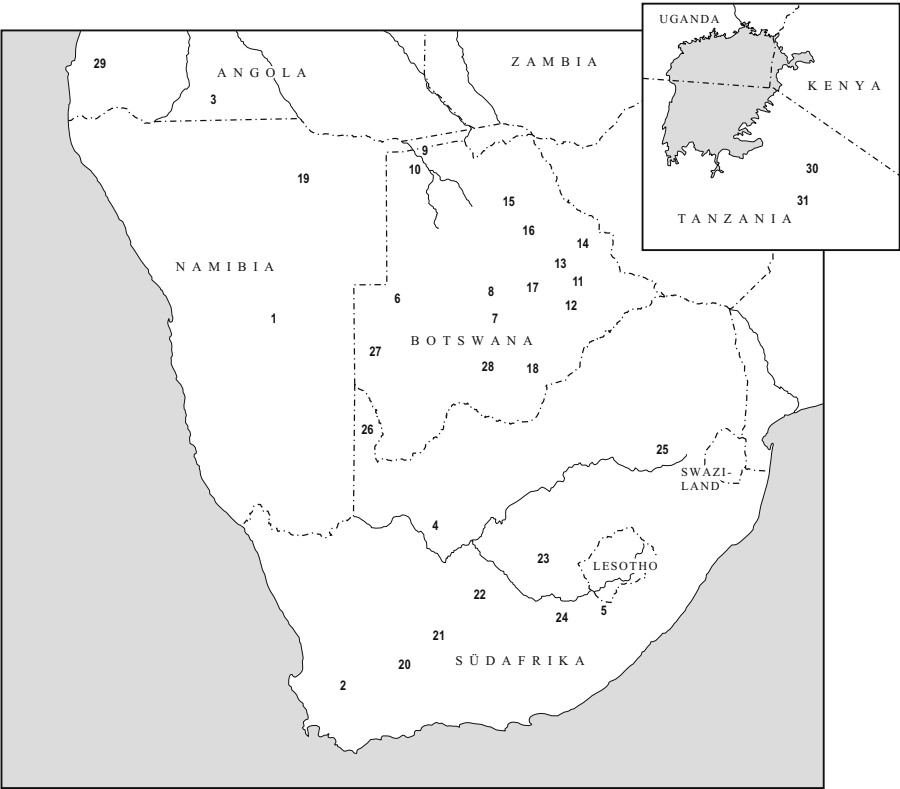 UGANDA
KENYA
30
31
TANZANIA
29
ANGOLA
3
ZAMBIA
9
10
19
15
16
14
13
NAMIBIA
11
17
8
6
12
7
1
BOTSWANA
27
28
18
26
25
SWAZI-
LAND
4
23
LESOTHO
22
5
24
21
20
SÜDAFRIKA
2